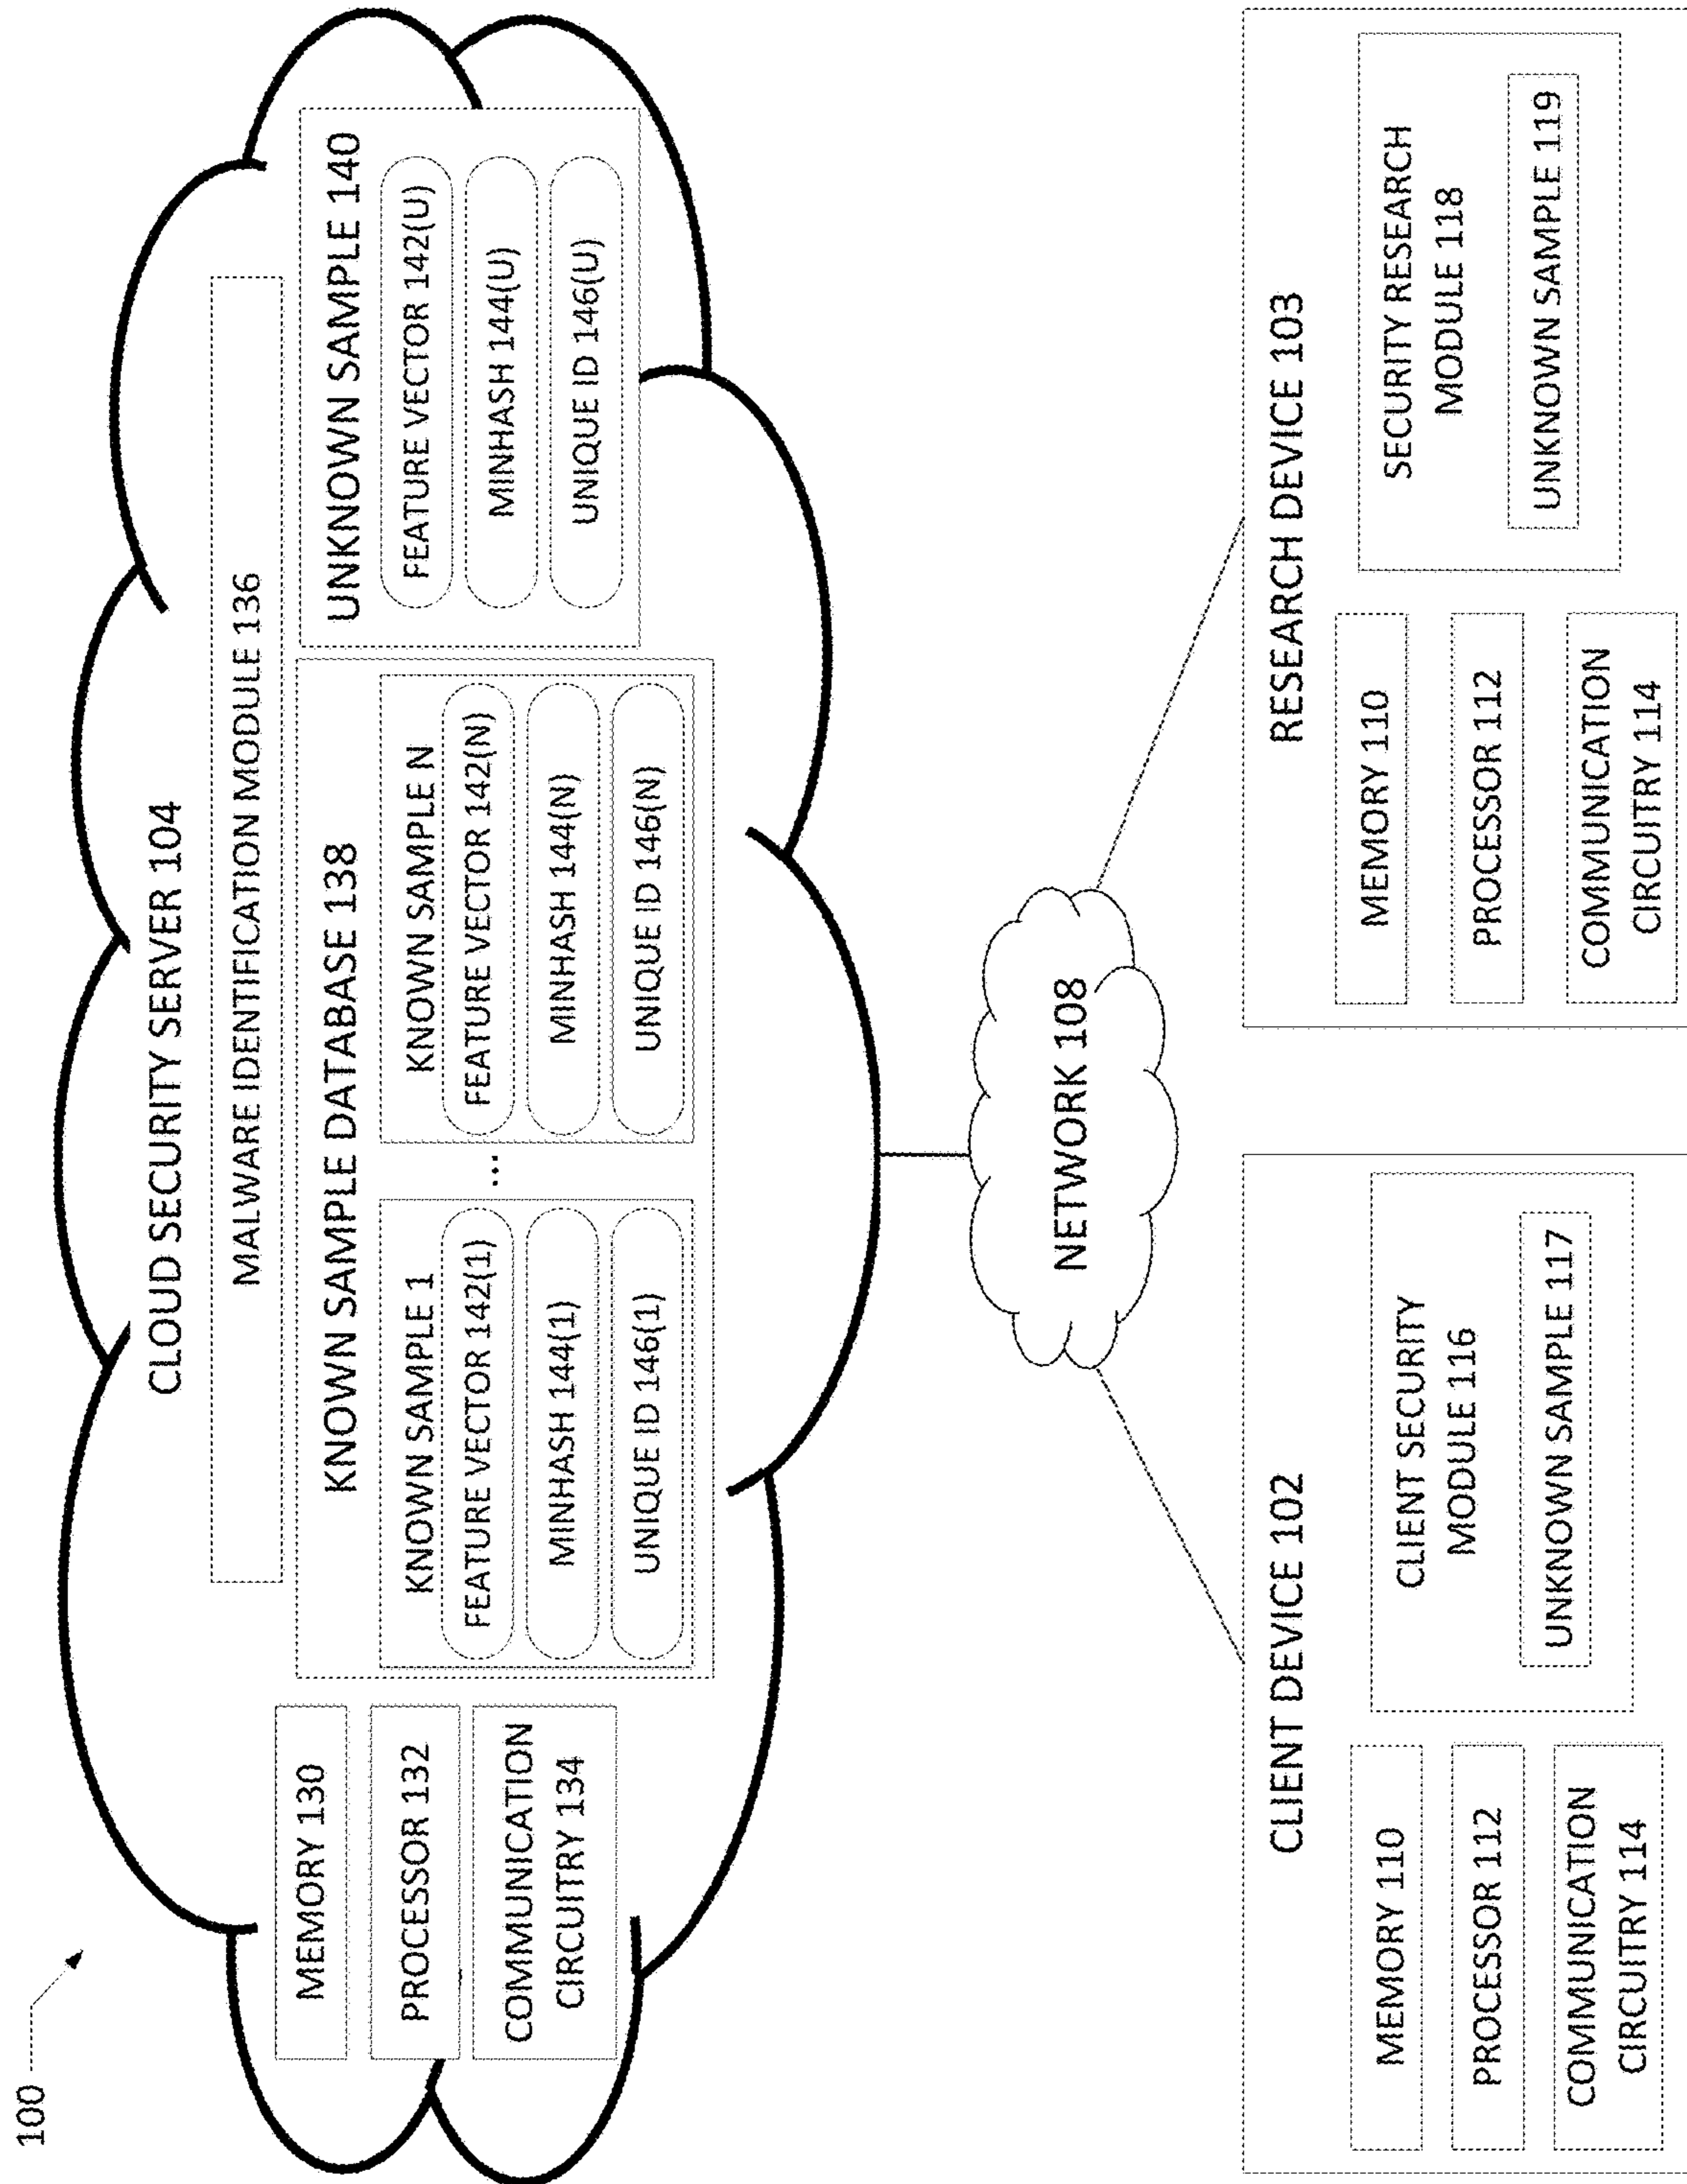 100
CLOUD SECURITY SERVER 104
MALWARE IDENTIFICATION MODULE 136
MEMORY 130
PROCESSOR 132
COMMUNICATION
CIRCUITRY 134
KNOWN SAMPLE DATABASE 138
KNOWN SAMPLE 1
FEATURE VECTOR 142(1)
MINHASH 144(1)
UNIQUE ID 146(1)
...
KNOWN SAMPLE N
FEATURE VECTOR 142(N)
MINHASH 144(N)
UNIQUE ID 146(N)
UNKNOWN SAMPLE 140
FEATURE VECTOR 142(U)
MINHASH 144(U)
UNIQUE ID 146(U)
NETWORK 108
CLIENT DEVICE 102
MEMORY 110
PROCESSOR 112
COMMUNICATION
CIRCUITRY 114
CLIENT SECURITY
MODULE 116
UNKNOWN SAMPLE 117
RESEARCH DEVICE 103
MEMORY 110
PROCESSOR 112
COMMUNICATION
CIRCUITRY 114
SECURITY RESEARCH
MODULE 118
UNKNOWN SAMPLE 119